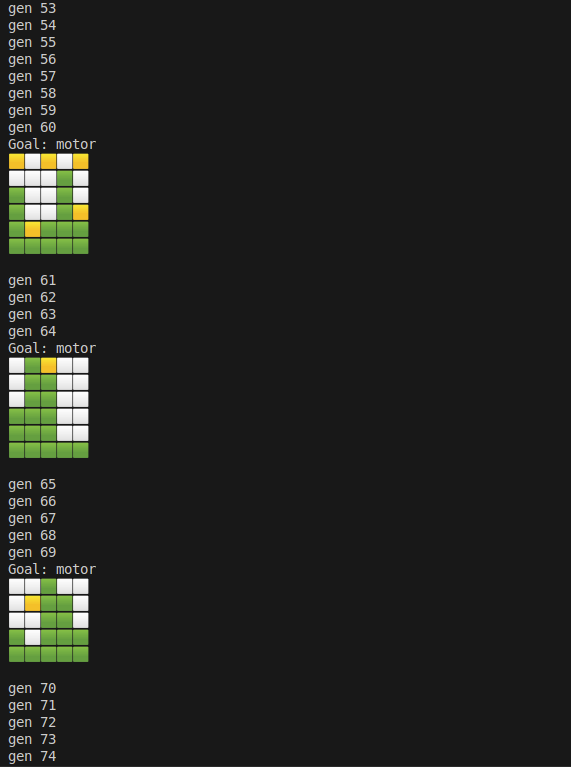 gen 53
gen 54
gen 55
gen 56
gen 57
gen 58
gen 59
gen 60
Goal: motor
gen 61
gen 62
gen 63
gen 64
Goal: motor
gen 65
gen 66
gen 67
gen 68
gen 69
Goal: motor
gen 70
gen 71
gen 72
gen 73
gen 74